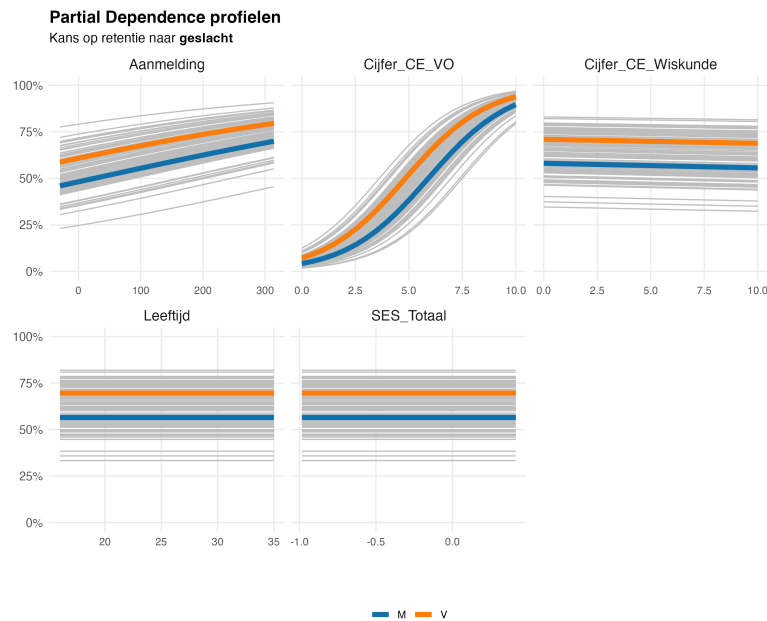 Partial Dependence profielen
Kans op retentie naar geslacht
Aanmelding
Cijfer_CE_VO
Cijfer_CE_Wiskunde
100%
75%
50%
25%
0%
0 100 200 300
0.0 2.5 5.0 7.5 10.0
0.0 2.5 5.0 7.5 10.0
Leeftijd
SES_Totaal
100%
75%
50%
25%
0%
20 25 30 35
-1.0 -0.5 0.0
M V